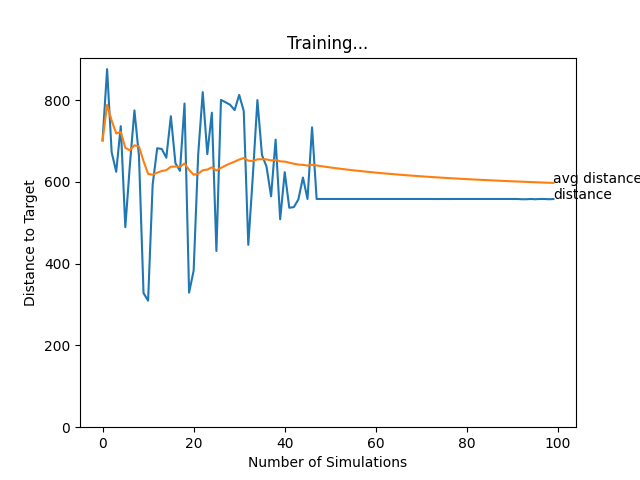 Training...
Distance to Target
800
600
400
200
0
avg distance
distance
0 20 40 60 80 100
Number of Simulations